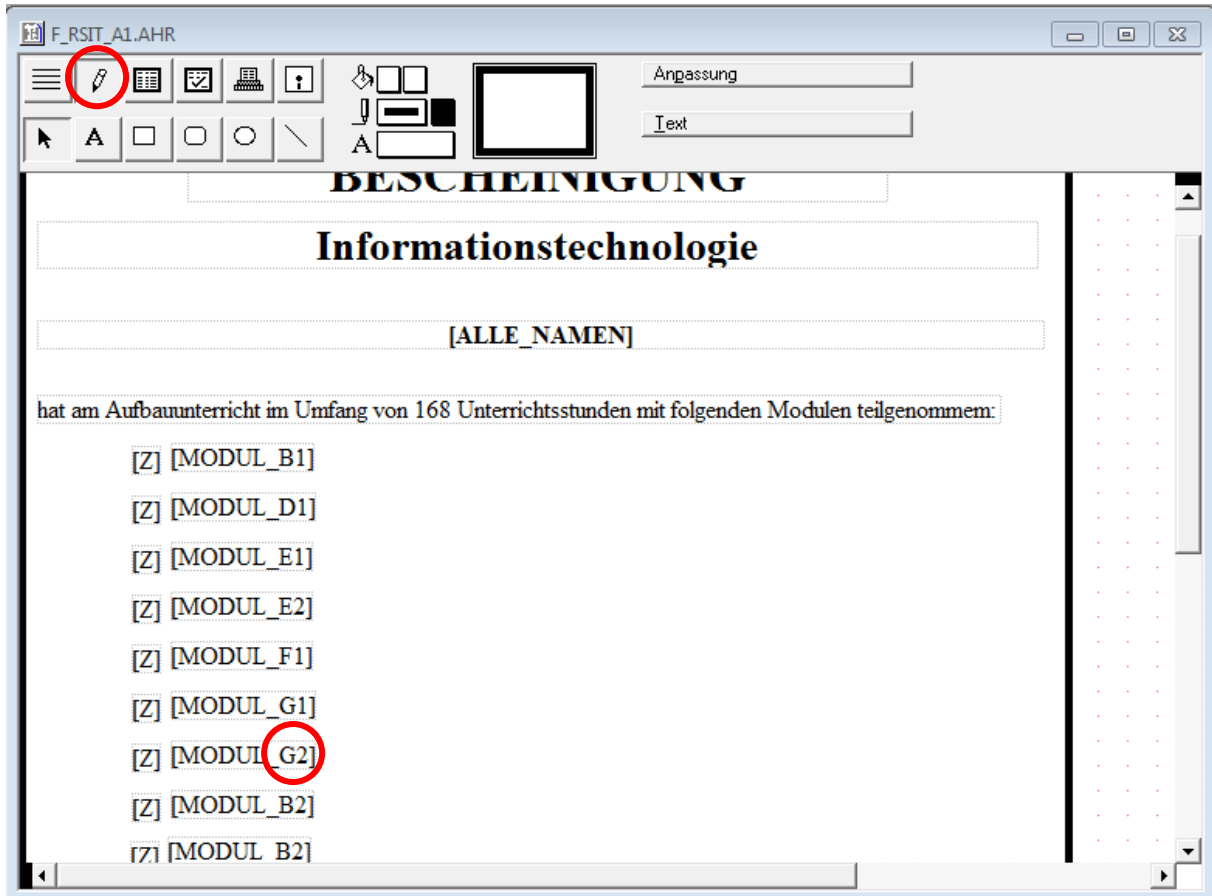 F_RSIT_A1.AHR
Anpassung
A
Text
A
BESCHEINIGUNG
Informationstechnologie
[ALLE_NAMEN]
hat am Aufbauunterricht im Umfang von 168 Unterrichtsstunden mit folgenden Modulen teilgenommem:
[Z] [MODUL_B1]
[Z] [MODUL_D1]
[Z] [MODUL_E1]
[Z] [MODUL_E2]
[Z] [MODUL_F1]
[Z] [MODUL_G1]
[Z] [MODUL_G2]
[Z] [MODUL_B2]
[Z] [MODUL_B2]